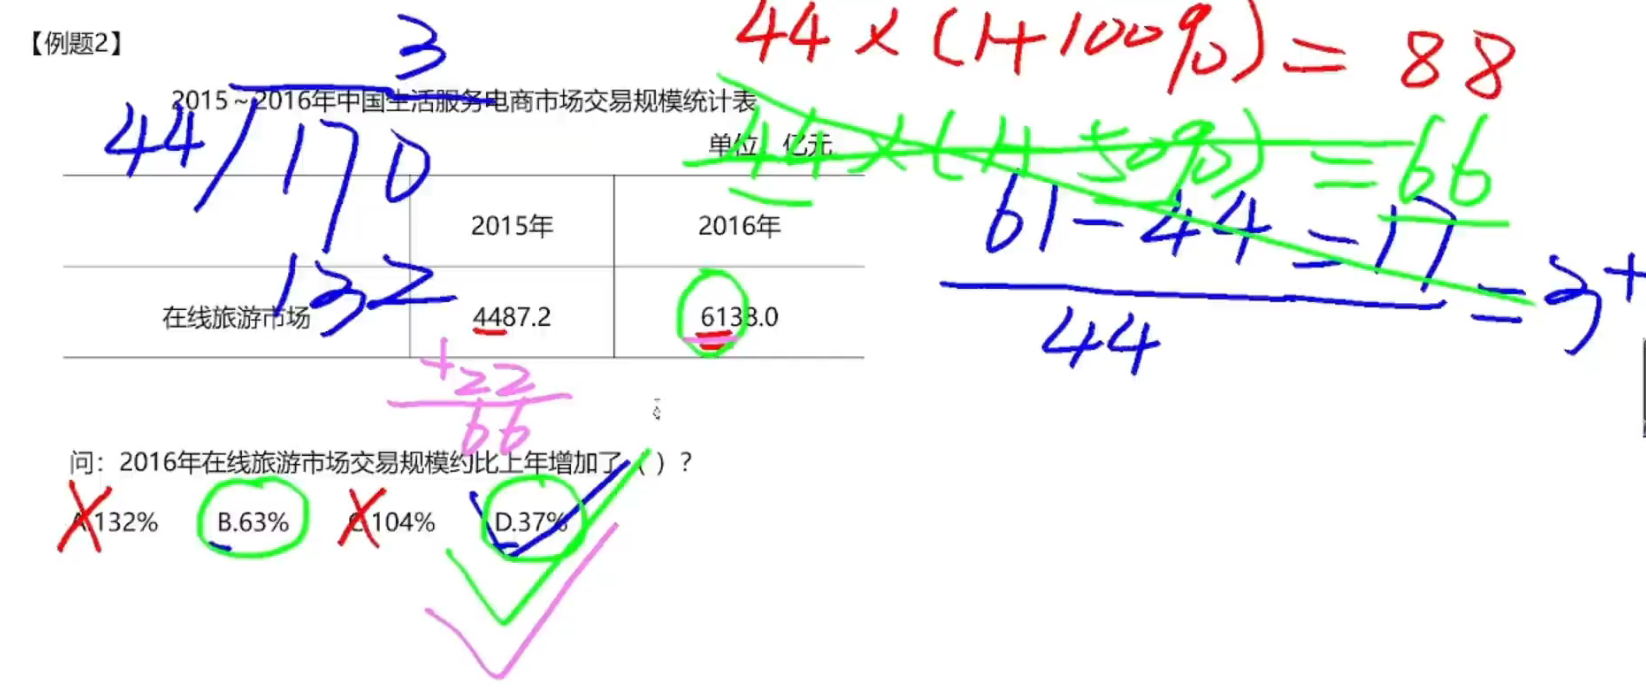 【例题2】
3
44 × (1+100%) = 88
2015~2016年中国生活服务电商市场交易规模统计表
44 170
单位：亿元
44 × (1+50%) = 66
2015年 2016年
61-44=17
132
44
=3+
在线旅游市场 4487.2 6138.0
+22
66
问：2016年在线旅游市场交易规模约比上年增加了（ ）？
A.132% B.63% C.104% D.37%